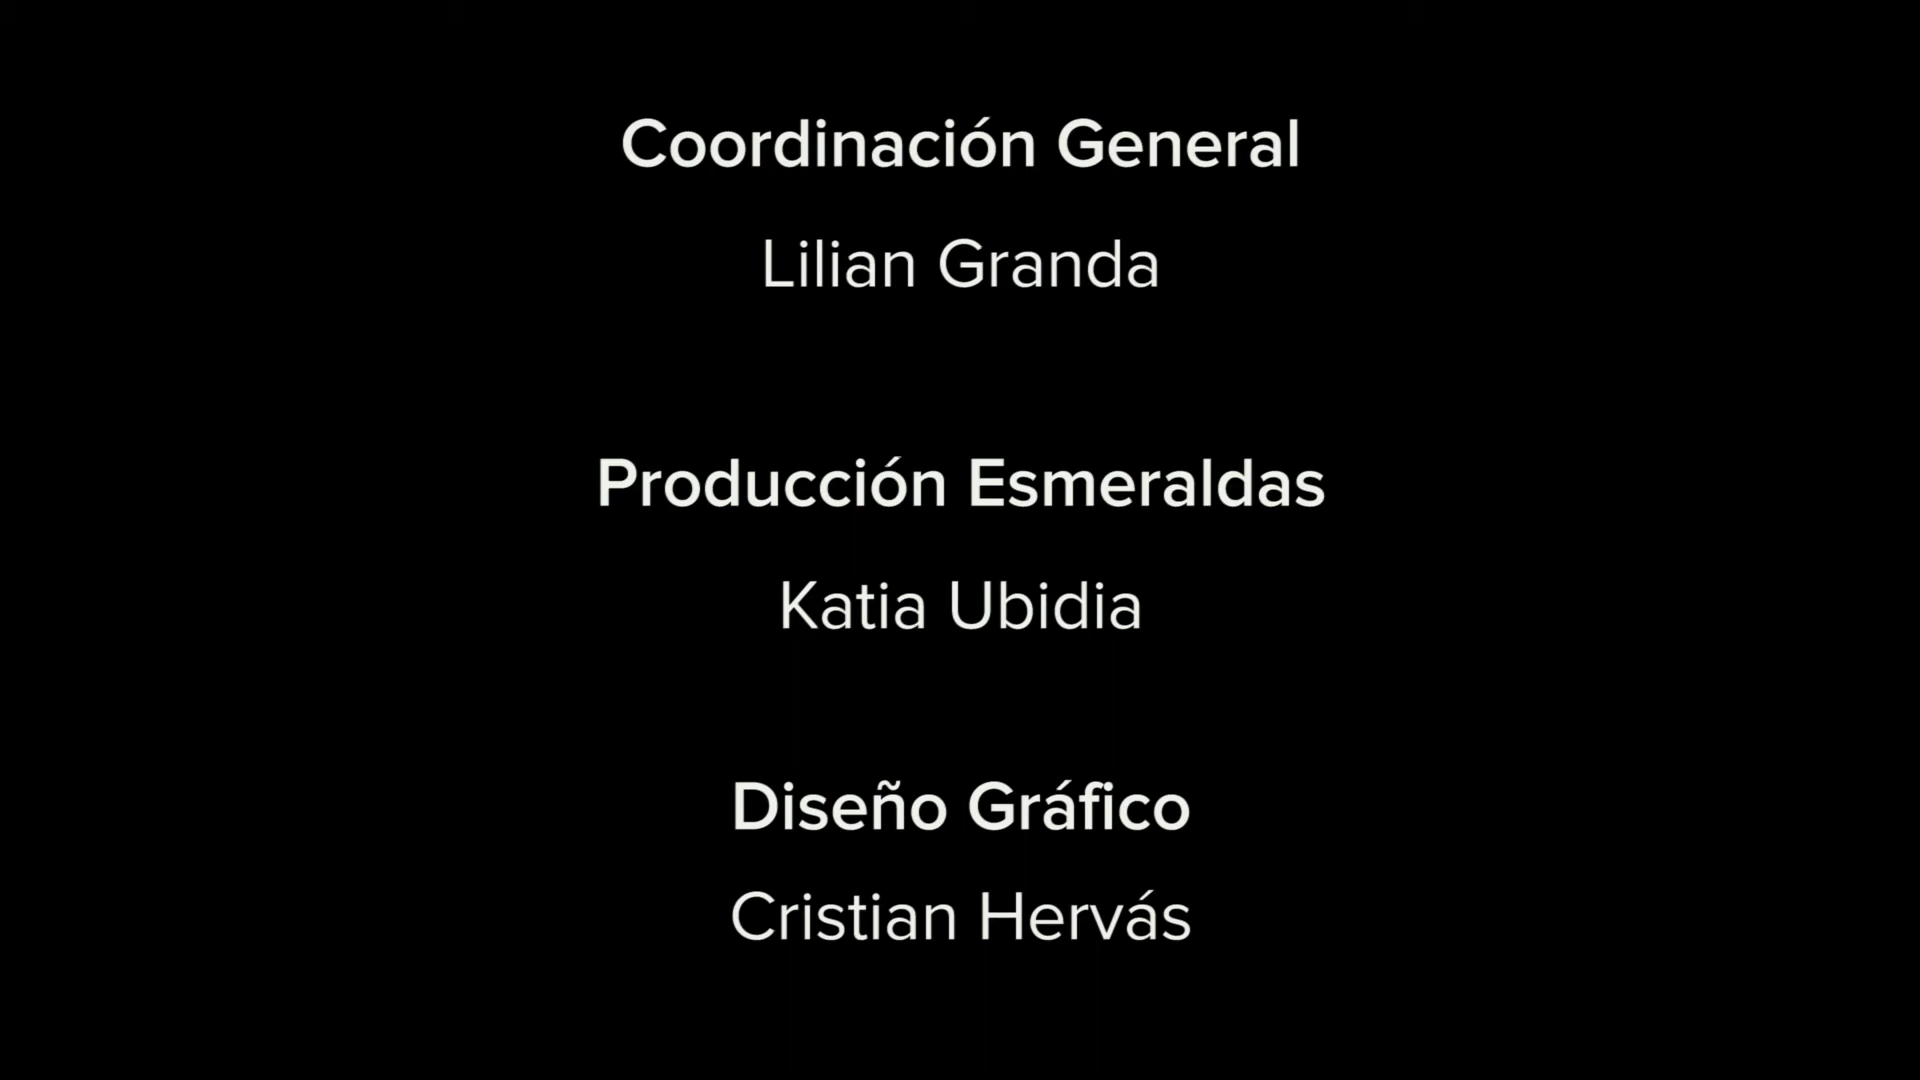 Coordinación General
Lilian Granda
Producción Esmeraldas
Katia Ubidia
Diseño Gráfico
Cristian Hervás